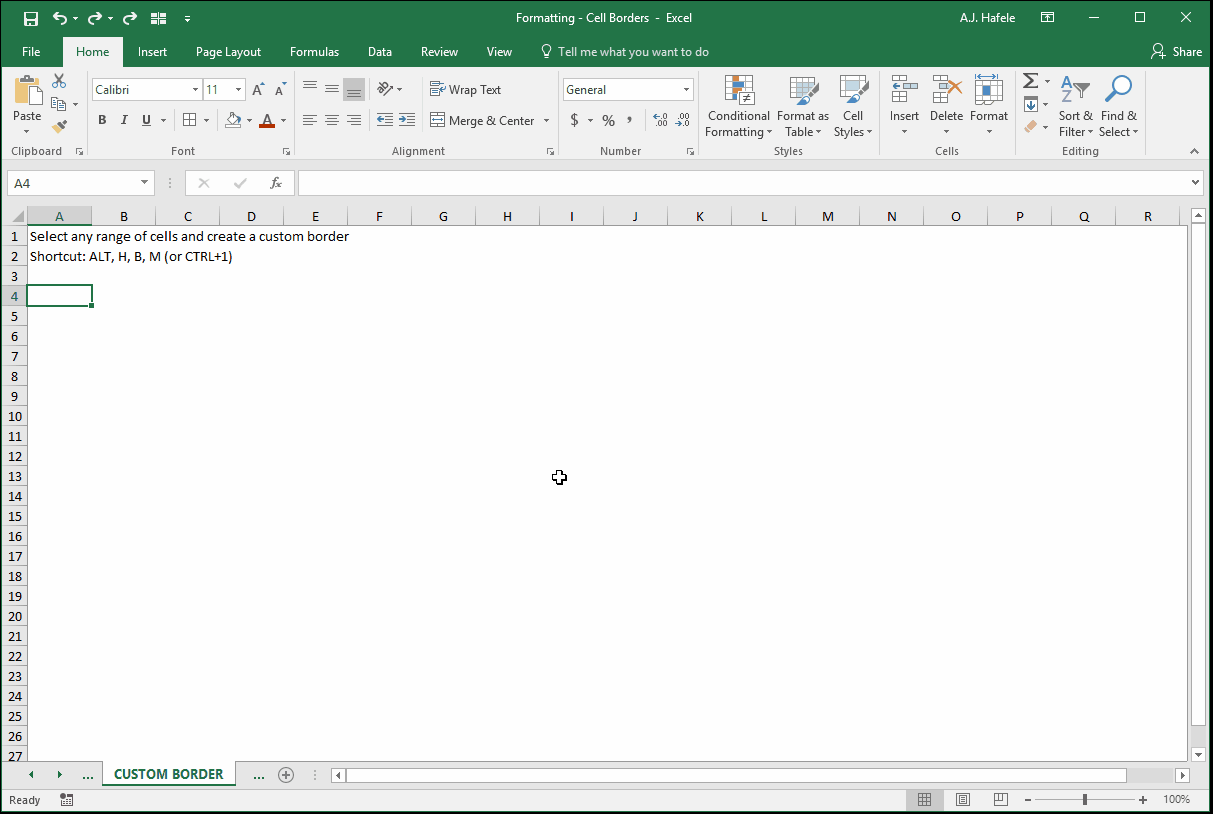 Formatting - Cell Borders - Excel
A.J. Hafele
File Home Insert Page Layout Formulas Data Review View Tell me what you want to do Share
Paste
Clipboard
Calibri 11
B I U A
Font
Wrap Text
Merge & Center
Alignment
General
$ % ,
Number
Conditional Formatting
Format as Table
Cell Styles
Styles
Insert
Delete
Format
Cells
Sort & Filter
Find & Select
Editing
A4
fx
A B C D E F G H I J K L M N O P Q R
1 Select any range of cells and create a custom border
2 Shortcut: ALT, H, B, M (or CTRL+1)
3
4
5
6
7
8
9
10
11
12
13
14
15
16
17
18
19
20
21
22
23
24
25
26
27
... CUSTOM BORDER ...
Ready
100%